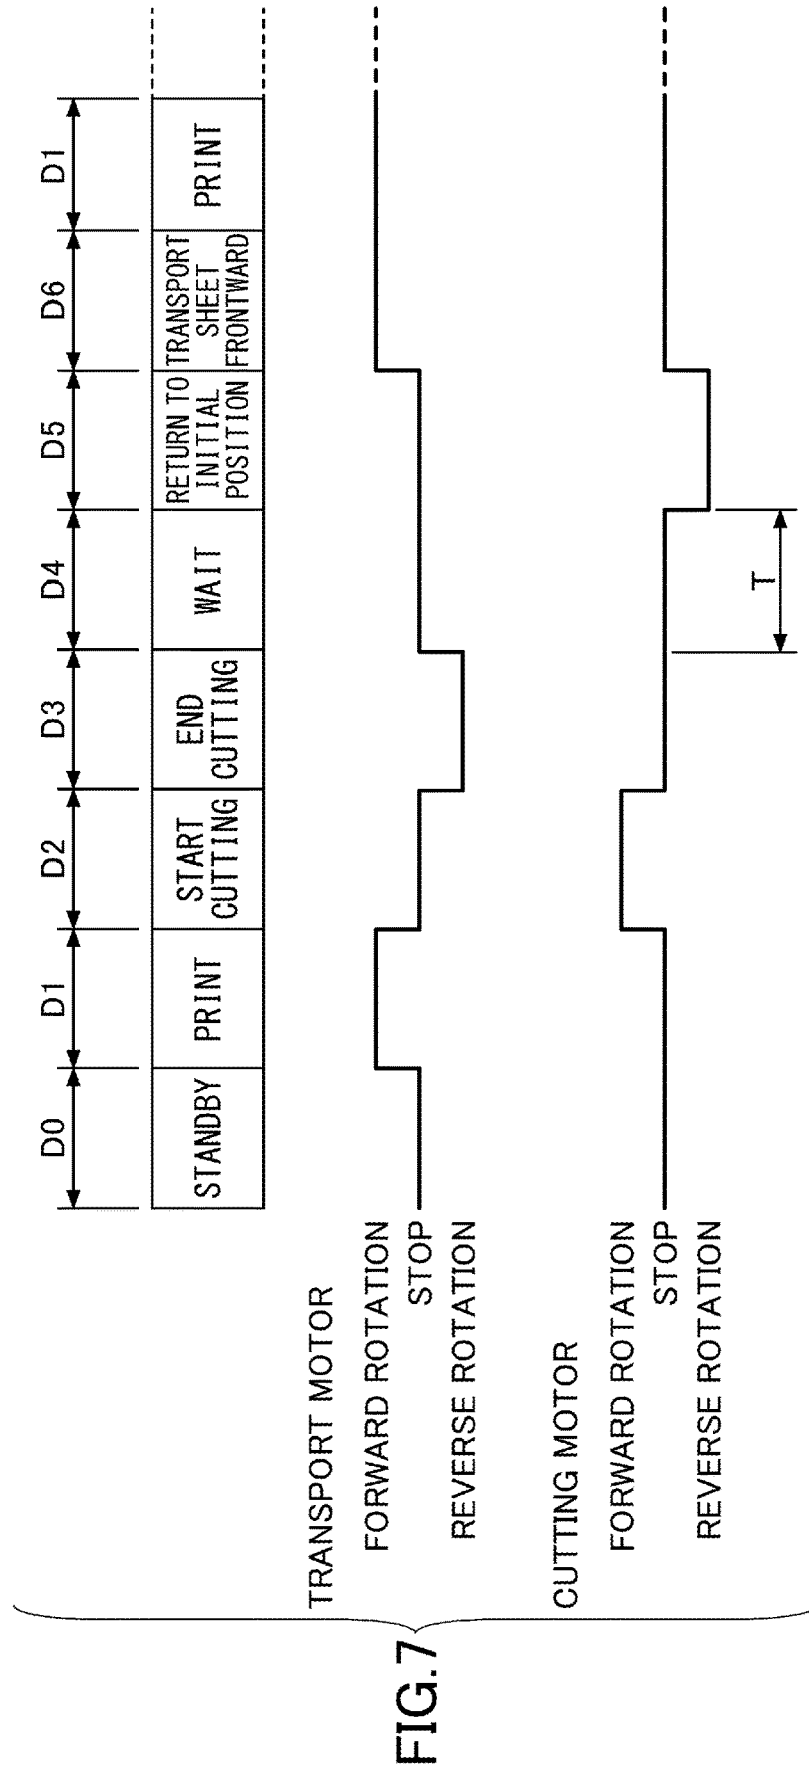 FIG.7
D0
D1
D2
D3
D4
D5
D6
D1
STANDBY
PRINT
START
CUTTING
END
CUTTING
WAIT
RETURN TO
INITIAL
POSITION
TRANSPORT
SHEET
FRONTWARD
PRINT
TRANSPORT MOTOR
FORWARD ROTATION
STOP
REVERSE ROTATION
CUTTING MOTOR
FORWARD ROTATION
STOP
REVERSE ROTATION
T